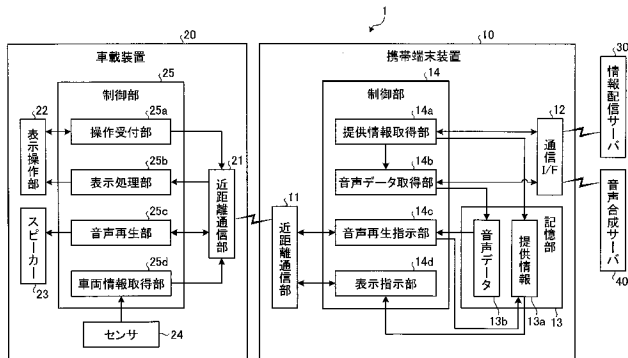 1
20
車載装置
25
制御部
22
表示操作部
25a
操作受付部
25b
表示処理部
21
近距離通信部
25c
音声再生部
スピーカー
23
25d
車両情報取得部
センサ
24
10
携帯端末装置
14
制御部
14a
提供情報取得部
14b
音声データ取得部
14c
音声再生指示部
14d
表示指示部
11
近距離通信部
12
通信I/F
記憶部
音声データ
提供情報
13b
13a
13
30
情報配信サーバ
音声合成サーバ
40